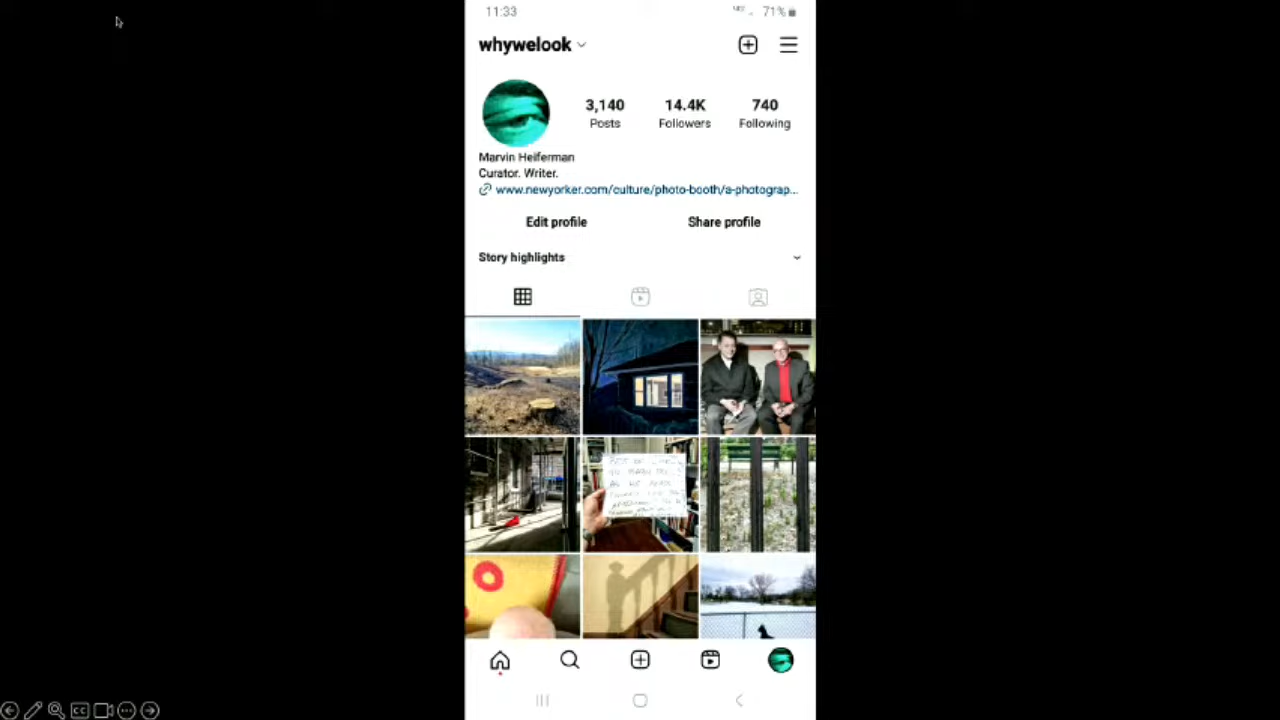 11:33
71%
whywelook
3,140
14.4K
740
Posts
Followers
Following
Marvin Heiferman
Curator. Writer.
www.newyorker.com/culture/photo-booth/a-photograp...
Edit profile
Share profile
Story highlights
CC